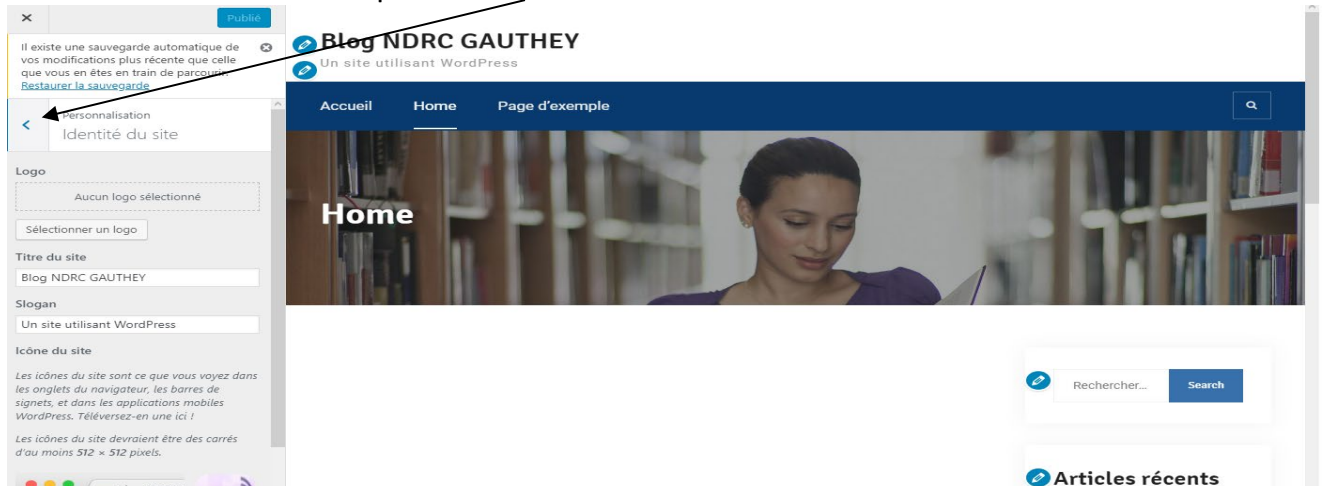 Publié
Il existe une sauvegarde automatique de
vos modifications plus récente que celle
que vous en êtes en train de parcourir.
Restaurer la sauvegarde
Personnalisation
Identité du site
Logo
Aucun logo sélectionné
Sélectionner un logo
Titre du site
Blog NDRC GAUTHEY
Slogan
Un site utilisant WordPress
Icône du site
Les icônes du site sont ce que vous voyez dans
les onglets du navigateur, les barres de
signets, et dans les applications mobiles
WordPress. Téléversez-en une ici !
Les icônes du site devraient être des carrés
d'au moins 512 × 512 pixels.
Blog NDRC GAUTHEY
Un site utilisant WordPress
Accueil Home Page d'exemple
Home
Rechercher... Search
Articles récents